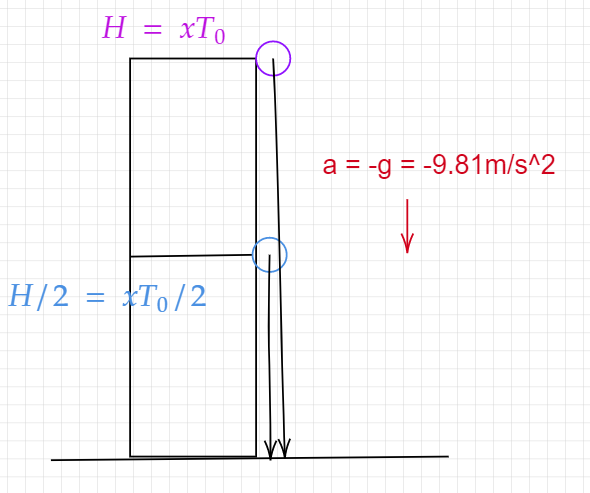 H = xT₀
a = -g = -9.81m/s^2
H/2 = xT₀/2